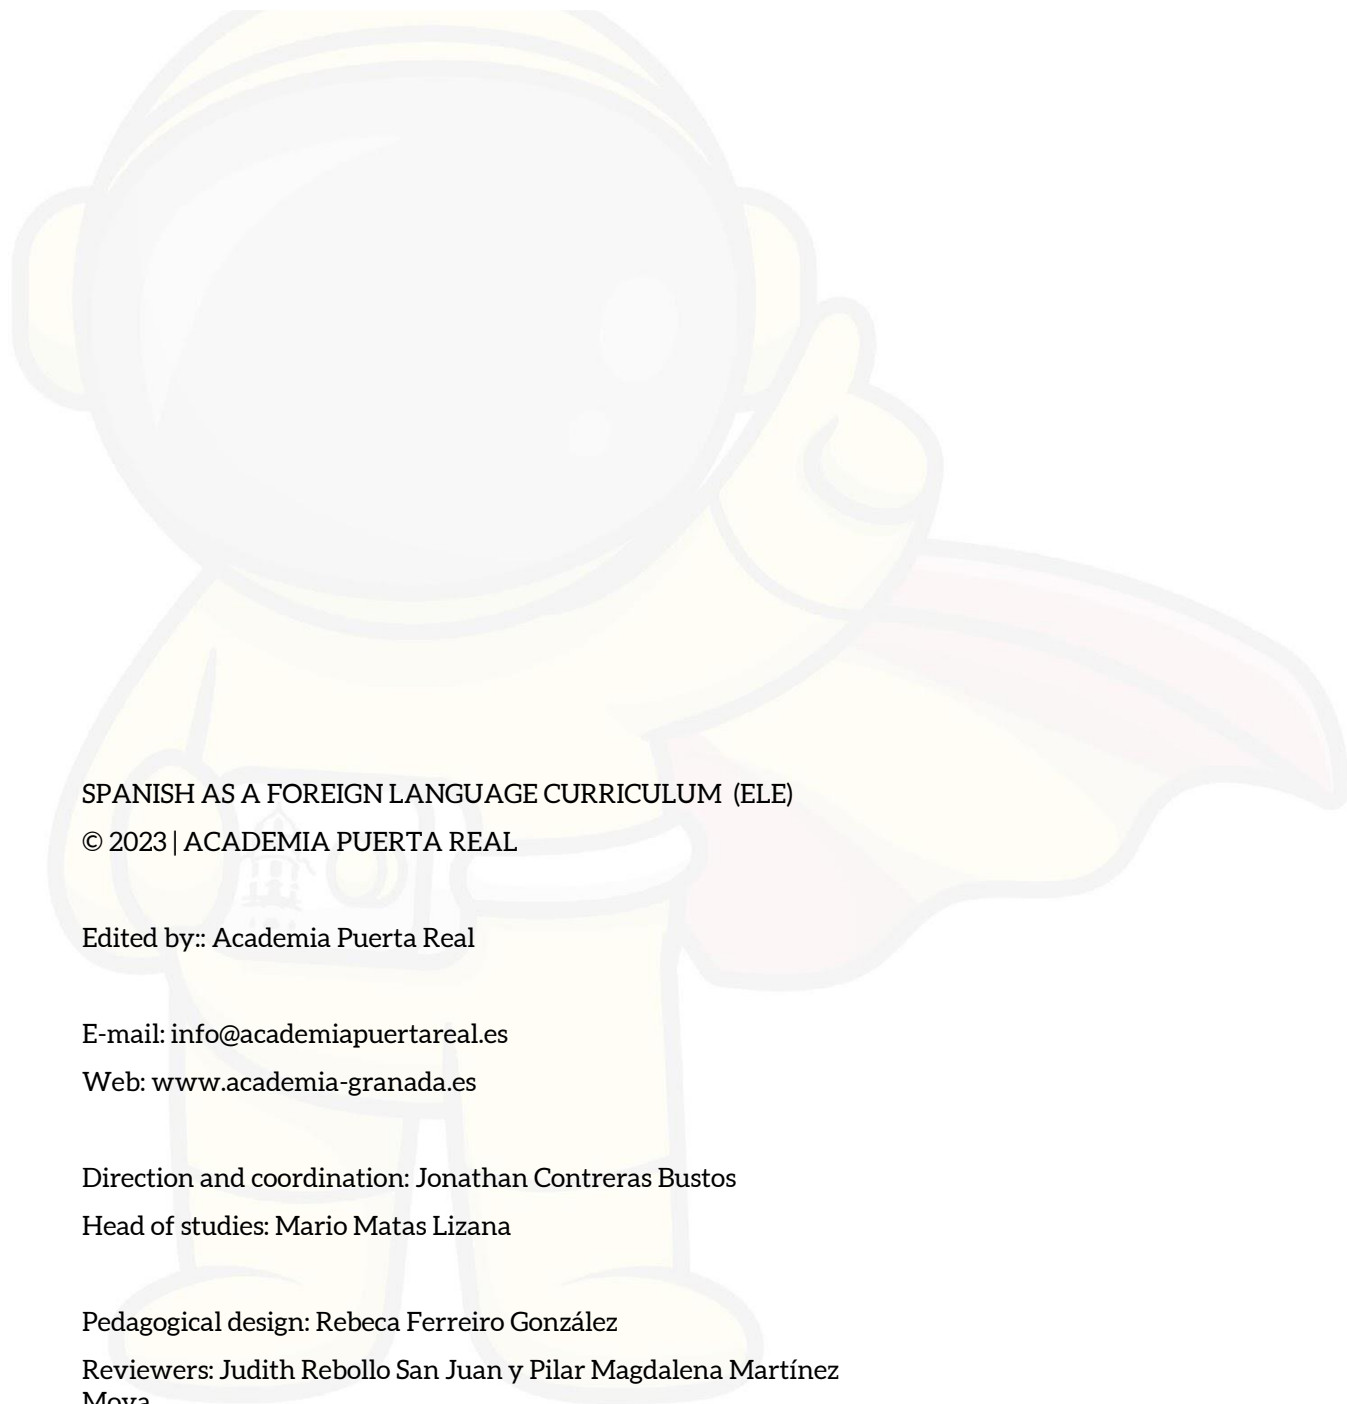 SPANISH AS A FOREIGN LANGUAGE CURRICULUM (ELE)
© 2023 | ACADEMIA PUERTA REAL
Edited by:: Academia Puerta Real
E-mail: info@academiapuertareal.es
Web: www.academia-granada.es
Direction and coordination: Jonathan Contreras Bustos
Head of studies: Mario Matas Lizana
Pedagogical design: Rebeca Ferreiro González
Reviewers: Judith Rebollo San Juan y Pilar Magdalena Martínez
Moya